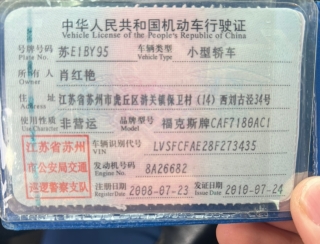 中华人民共和国机动车行驶证
Vehicle License of the People's Republic of China
号牌号码 苏E1BY95 车辆类型 小型轿车
Plate No. Vehicle Type
所有人 肖红艳
Owner
住址 江苏省苏州市虎丘区浒关镇保卫村(14)西刘古泾34号
Address
使用性质 非营运 品牌型号 福克斯牌CAF7180AC1
Use Character Model
江苏省苏州 车辆识别代号 LVSFCFAE28F273435
VIN
市公安局交通 发动机号码 8A26682
Engine No.
巡逻警察支队 注册日期 2008-07-23 发证日期 2010-07-24
Register Date Issue Date